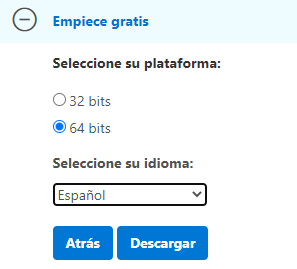 Empiece gratis
Seleccione su plataforma:
32 bits
64 bits
Seleccione su idioma:
Español
Atrás Descargar